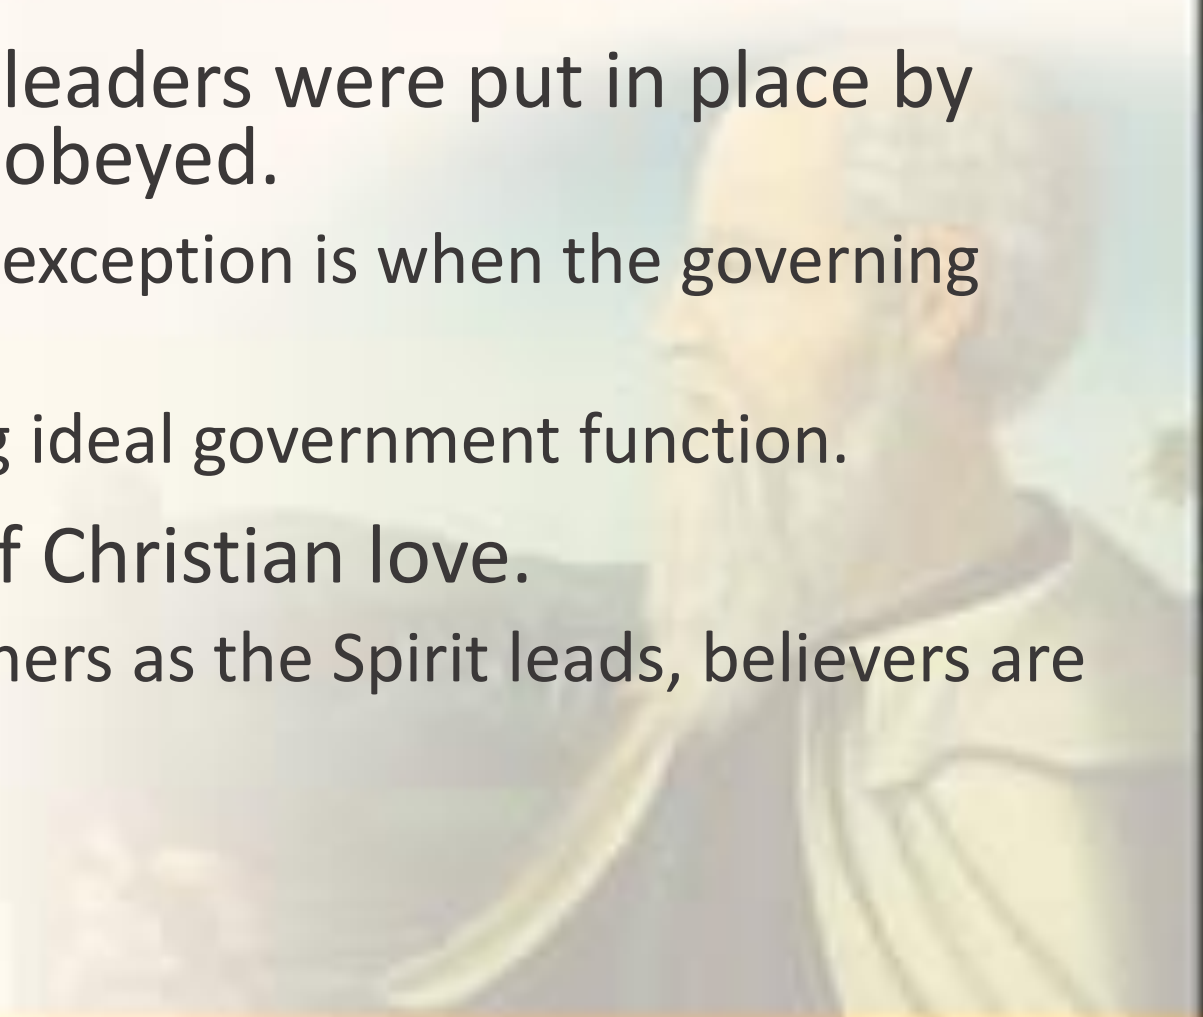 leaders were put in place by
obeyed.
exception is when the governing
g ideal government function.
f Christian love.
hers as the Spirit leads, believers are